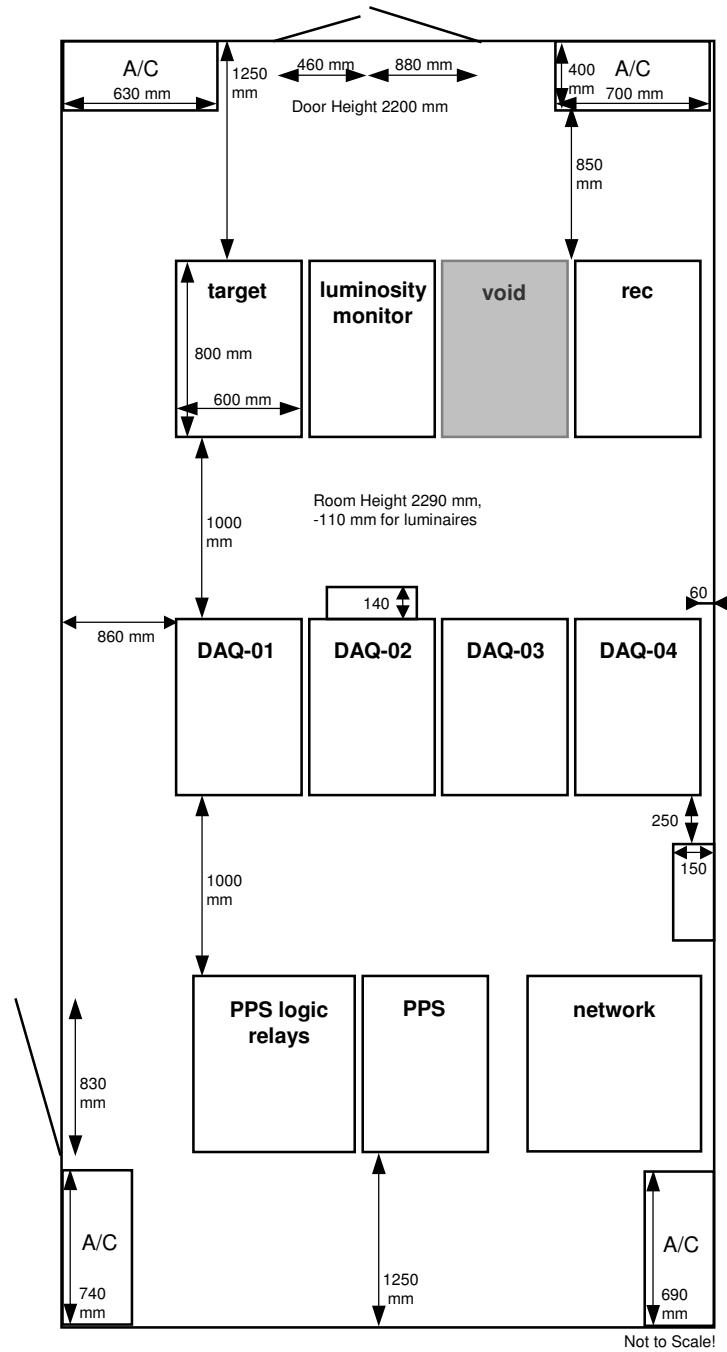 A/C
630 mm
1250
mm
460 mm
880 mm
Door Height 2200 mm
400
mm
A/C
700 mm
850
mm
target
800 mm
600 mm
luminosity
monitor
void
rec
1000
mm
Room Height 2290 mm,
-110 mm for luminaires
140
60
860 mm
DAQ-01
DAQ-02
DAQ-03
DAQ-04
250
150
1000
mm
PPS logic
relays
PPS
network
830
mm
A/C
740
mm
1250
mm
A/C
690
mm
Not to Scale!